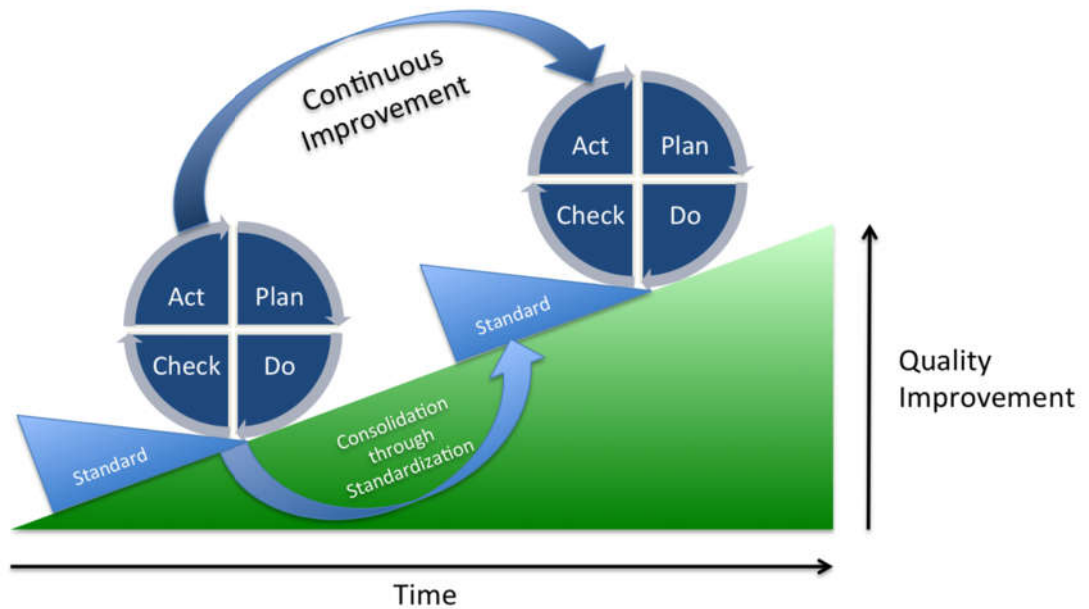 Continuous
Improvement
Act
Plan
Check
Do
Act
Plan
Check
Do
Standard
Standard
Consolidation
through
Standardization
Quality
Improvement
Time